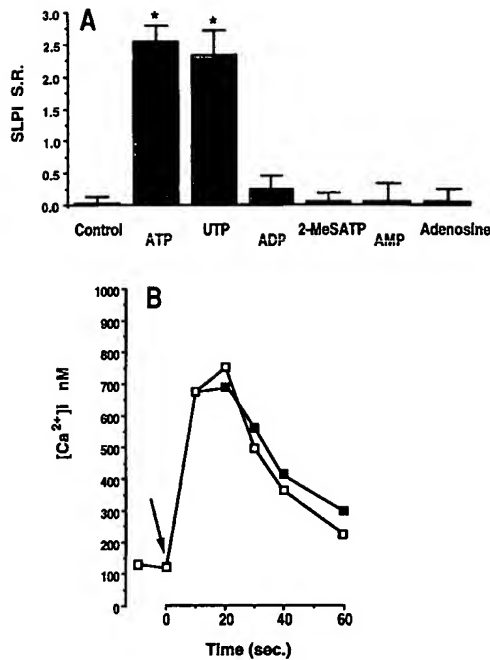 A
SLPI S.R.
3.0
2.5
2.0
1.5
1.0
0.5
0.0
* *
Control ATP UTP ADP 2-MeSATP AMP Adenosine
B
[Ca²⁺]i nM
1000
900
800
700
600
500
400
300
200
100
0
0 20 40 60
Time (sec.)